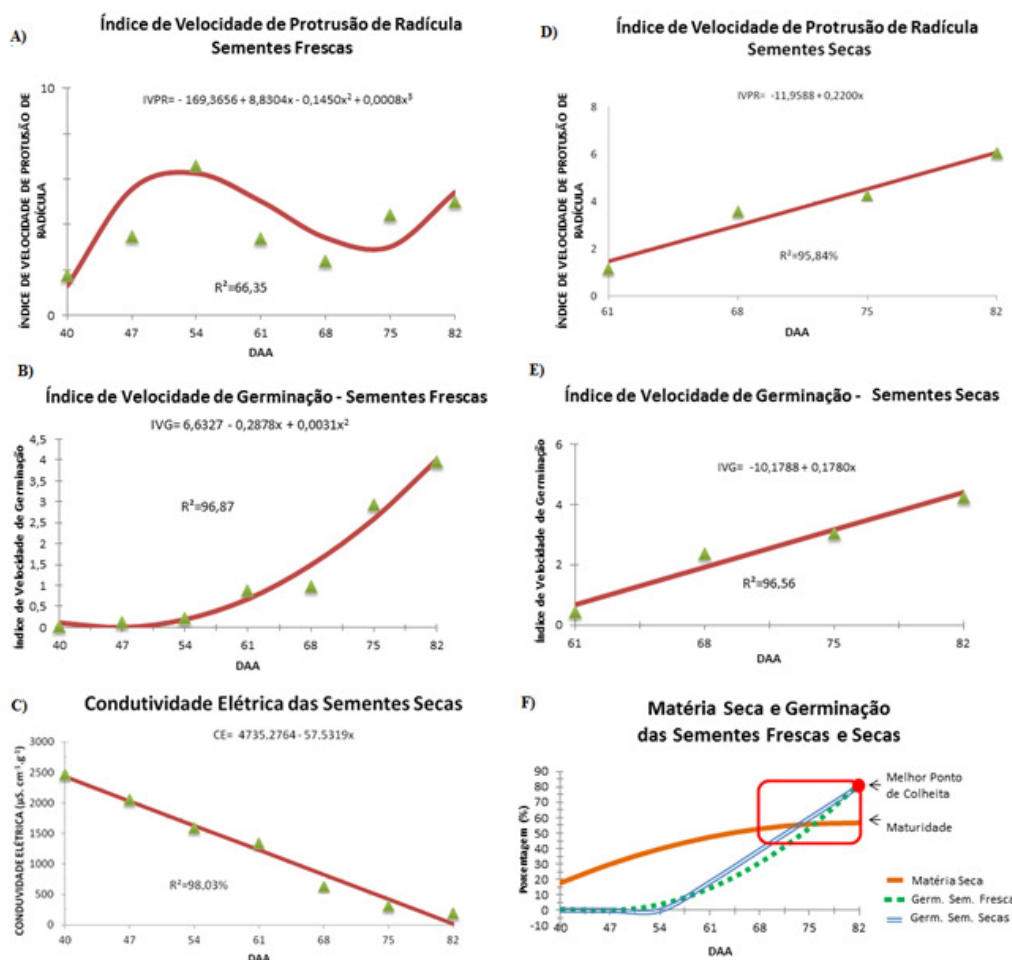 A)
Índice de Velocidade de Protrusão de Radícula
Sementes Frescas
IVPR= - 169,3656 + 8,8304x - 0,1450x² + 0,0008x³
ÍNDICE DE VELOCIDADE DE PROTUSÃO DE
RADÍCULA
10
0
R²=66,35
40 47 54 61 68 75 82
DAA
D)
Índice de Velocidade de Protrusão de Radícula
Sementes Secas
IVPR= -11,9588 + 0,2200x
ÍNDICE DE VELOCIDADE DE PROTUSÃO DE
RADÍCULA
8
6
4
2
0
R²=95,84%
61 68 75 82
DAA
B)
Índice de Velocidade de Germinação - Sementes Frescas
IVG= 6,6327 - 0,2878x + 0,0031x²
Índice de Velocidade de Germinação
4,5
4
3,5
3
2,5
2
1,5
1
0,5
0
R²=96,87
40 47 54 61 68 75 82
DAA
E)
Índice de Velocidade de Germinação - Sementes Secas
IVG= -10,1788 + 0,1780x
Índice de Velocidade de Germinação
6
4
2
0
R²=96,56
61 68 75 82
DAA
C)
Condutividade Elétrica das Sementes Secas
CE= 4735,2764 - 57,5319x
CONDUVIDADE ELÉTRICA (µS. cm⁻¹.g⁻¹)
3000
2500
2000
1500
1000
500
0
R²=98,03%
40 47 54 61 68 75 82
DAA
F)
Matéria Seca e Germinação
das Sementes Frescas e Secas
Porcentagem (%)
90
80
70
60
50
40
30
20
10
0
-10
40 47 54 61 68 75 82
DAA
Melhor Ponto
de Colheita
Maturidade
Matéria Seca
Germ. Sem. Fresca
Germ. Sem. Secas